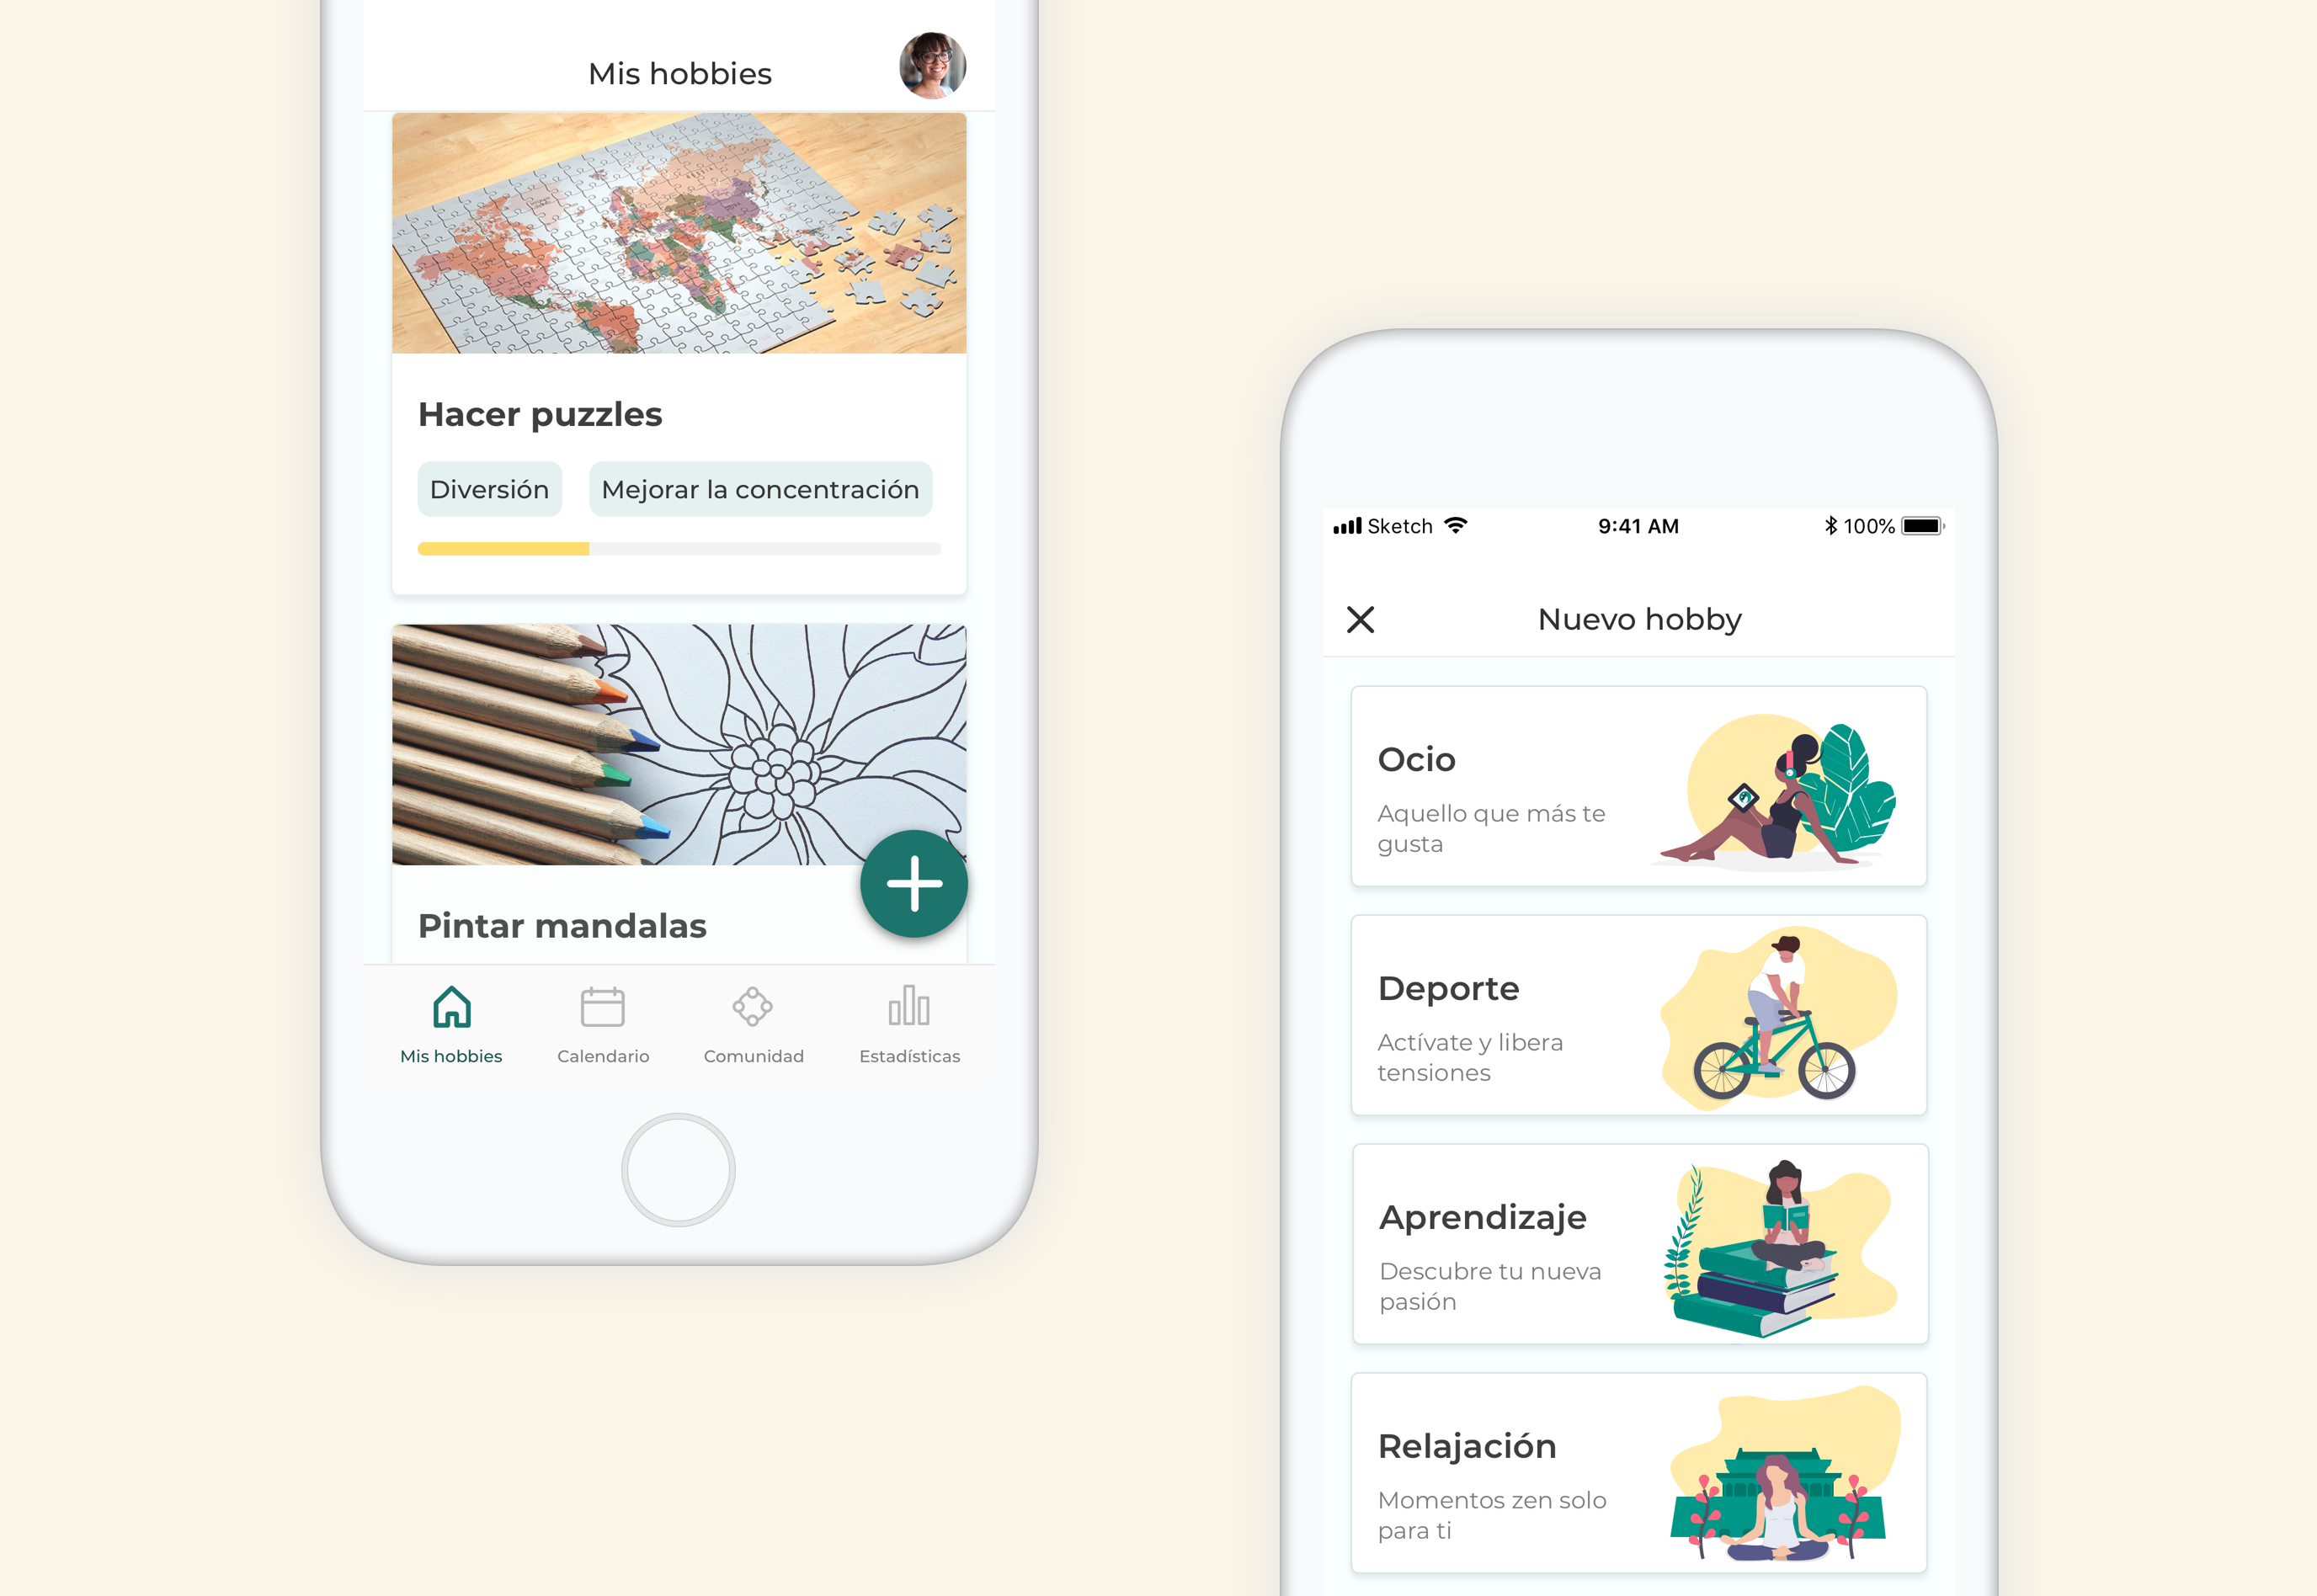 Mis hobbies
Hacer puzzles
Diversión
Mejorar la concentración
Pintar mandalas
Mis hobbies
Calendario
Comunidad
Estadísticas
Sketch
9:41 AM
100%
Nuevo hobby
Ocio
Aquello que más te
gusta
Deporte
Actívate y libera
tensiones
Aprendizaje
Descubre tu nueva
pasión
Relajación
Momentos zen solo
para ti